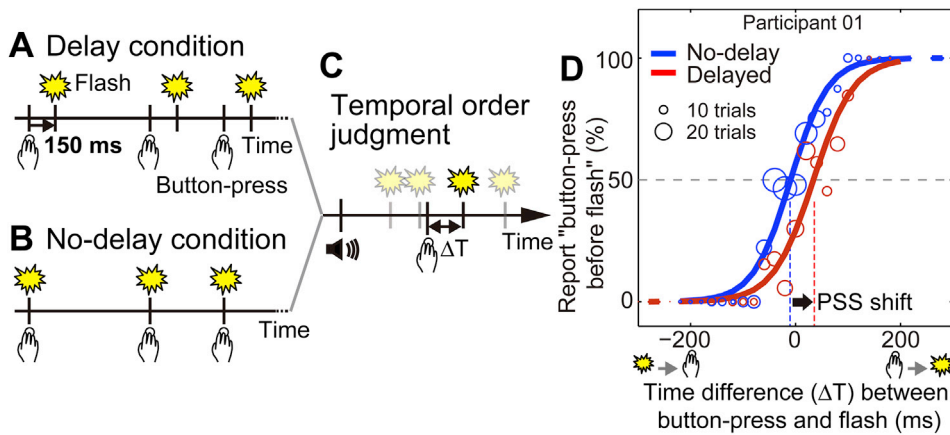 A Delay condition
Flash
150 ms
Time
Button-press
B No-delay condition
Time
C
Temporal order
judgment
ΔT
Time
D
Participant 01
No-delay
Delayed
10 trials
20 trials
100
50
0
Report "button-press
before flash" (%)
PSS shift
−200
0
200
Time difference (ΔT) between
button-press and flash (ms)